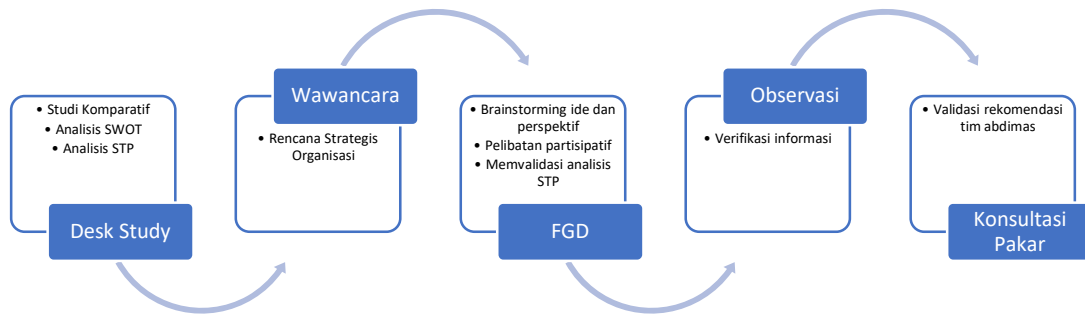 • Studi Komparatif
• Analisis SWOT
• Analisis STP
Desk Study
Wawancara
• Rencana Strategis
Organisasi
• Brainstorming ide dan
perspektif
• Pelibatan partisipatif
• Memvalidasi analisis
STP
FGD
Observasi
• Verifikasi informasi
• Validasi rekomendasi
tim abdimas
Konsultasi
Pakar